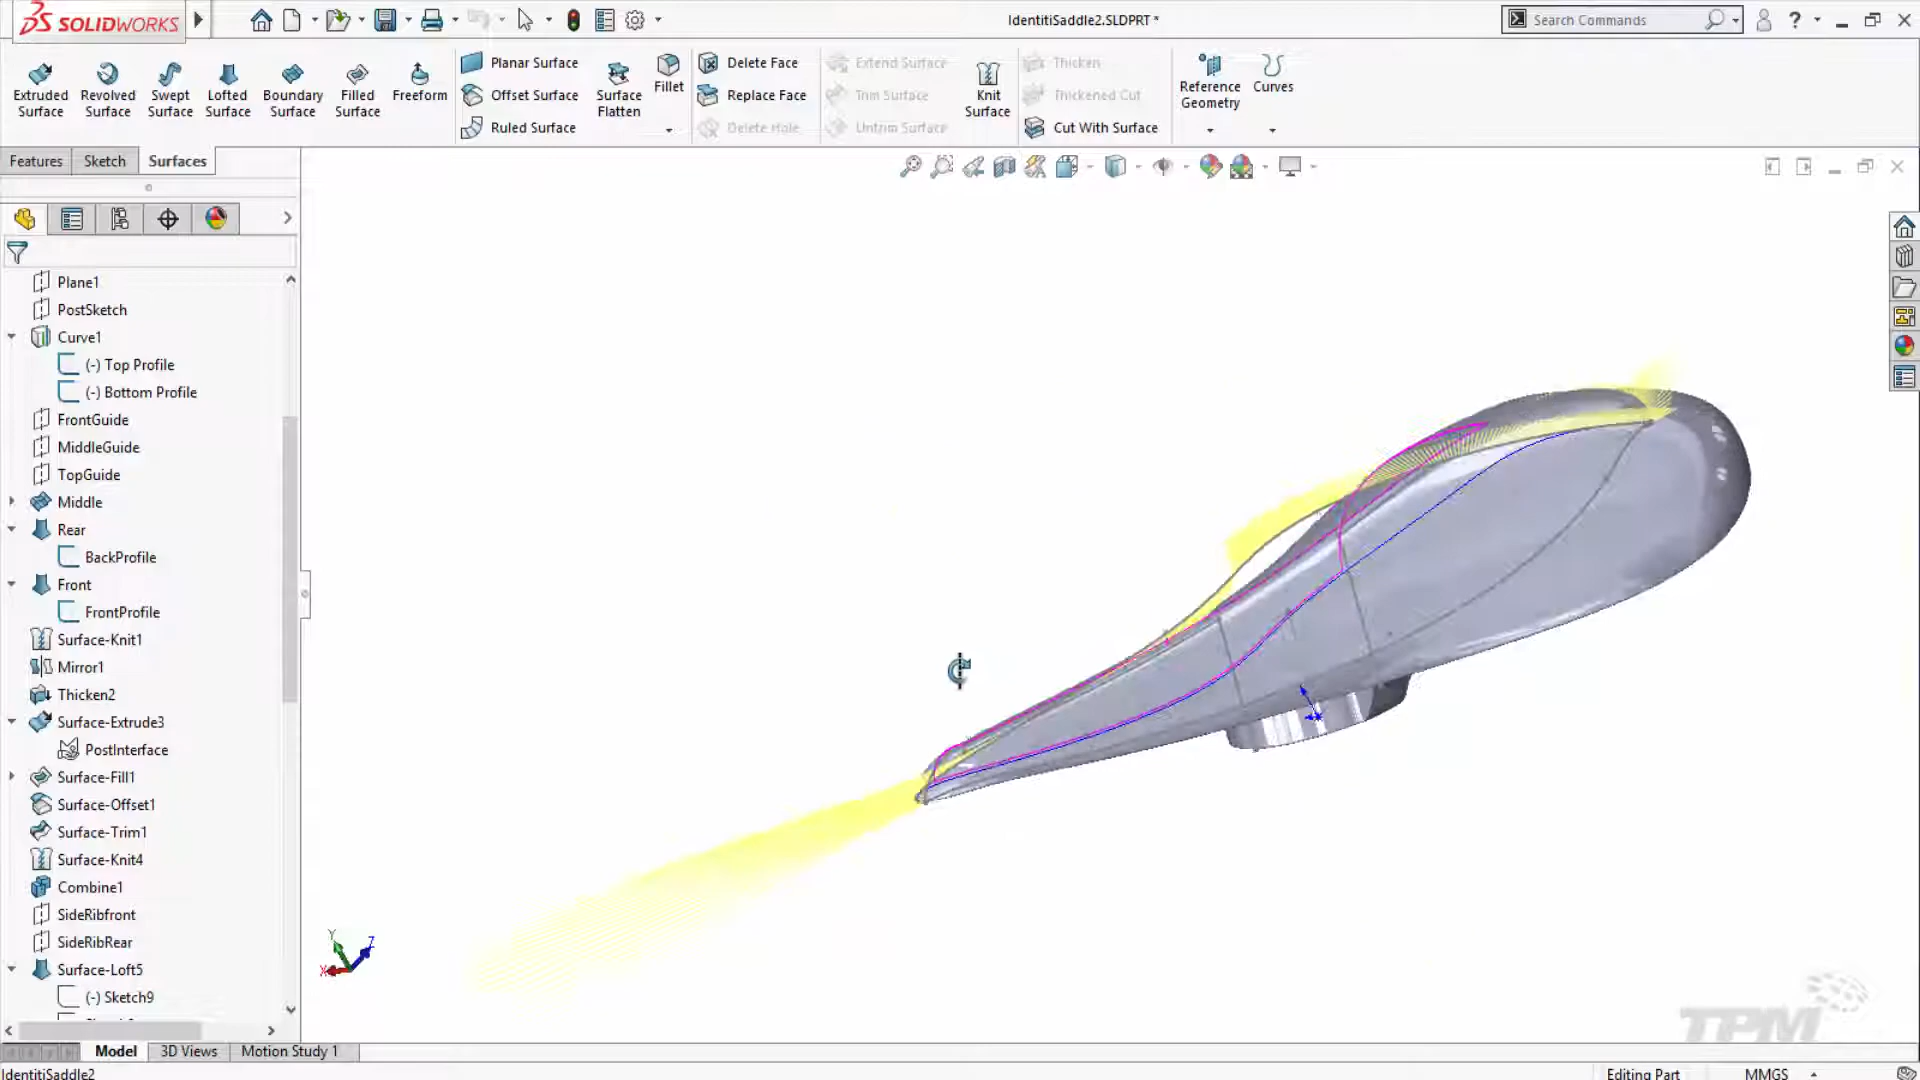 SOLIDWORKS
IdentitiSaddle2.SLDPRT *
Search Commands
?
Extruded Surface
Revolved Surface
Swept Surface
Lofted Surface
Boundary Surface
Filled Surface
Freeform
Planar Surface
Offset Surface
Ruled Surface
Surface Flatten
Fillet
Delete Face
Replace Face
Delete Hole
Extend Surface
Trim Surface
Untrim Surface
Knit Surface
Thicken
Thickened Cut
Cut With Surface
Reference Geometry
Curves
Features
Sketch
Surfaces
Plane1
PostSketch
Curve1
(-) Top Profile
(-) Bottom Profile
FrontGuide
MiddleGuide
TopGuide
Middle
Rear
BackProfile
Front
FrontProfile
Surface-Knit1
Mirror1
Thicken2
Surface-Extrude3
PostInterface
Surface-Fill1
Surface-Offset1
Surface-Trim1
Surface-Knit4
Combine1
SideRibfront
SideRibRear
Surface-Loft5
(-) Sketch9
Y
Z
X
TPM
Model
3D Views
Motion Study 1
IdentitiSaddle2
Editing Part
MMGS